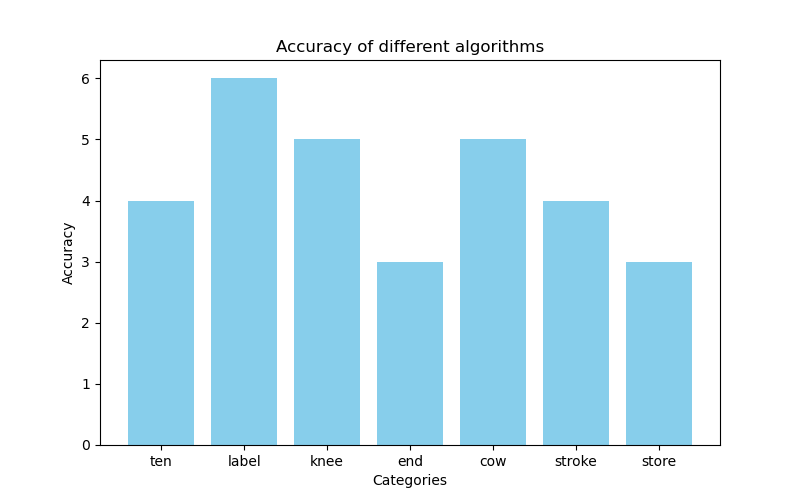 Accuracy of different algorithms
Accuracy
6
5
4
3
2
1
0
ten label knee end cow stroke store
Categories